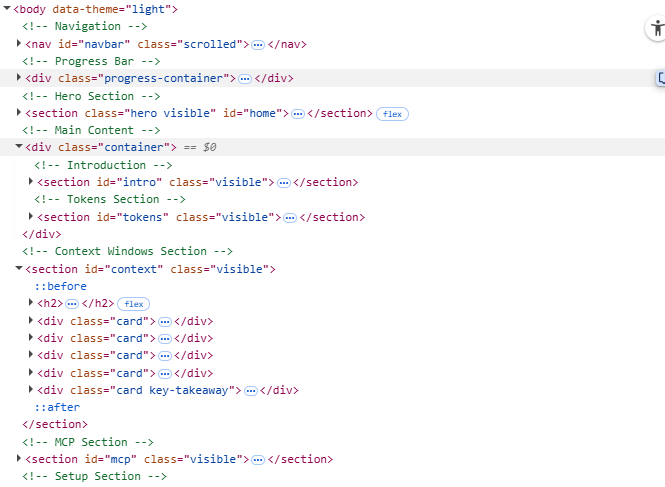 <body data-theme="light">
<!-- Navigation -->
<nav id="navbar" class="scrolled"> … </nav>
<!-- Progress Bar -->
<div class="progress-container"> … </div>
<!-- Hero Section -->
<section class="hero visible" id="home"> … </section> flex
<!-- Main Content -->
<div class="container"> == $0
<!-- Introduction -->
<section id="intro" class="visible"> … </section>
<!-- Tokens Section -->
<section id="tokens" class="visible"> … </section>
</div>
<!-- Context Windows Section -->
<section id="context" class="visible">
::before
<h2> … </h2> flex
<div class="card"> … </div>
<div class="card"> … </div>
<div class="card"> … </div>
<div class="card"> … </div>
<div class="card key-takeaway"> … </div>
::after
</section>
<!-- MCP Section -->
<section id="mcp" class="visible"> … </section>
<!-- Setup Section -->